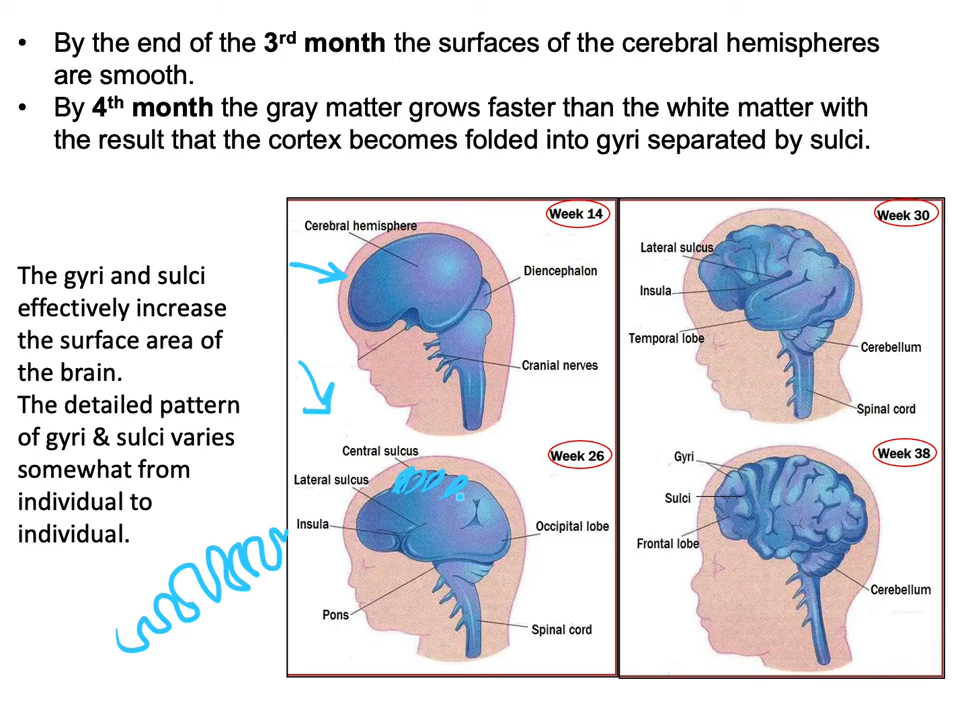 • By the end of the 3rd month the surfaces of the cerebral hemispheres
are smooth.
• By 4th month the gray matter grows faster than the white matter with
the result that the cortex becomes folded into gyri separated by sulci.
The gyri and sulci
effectively increase
the surface area of
the brain.
The detailed pattern
of gyri & sulci varies
somewhat from
individual to
individual.
Week 14
Cerebral hemisphere
Diencephalon
Cranial nerves
Week 30
Lateral sulcus
Insula
Temporal lobe
Cerebellum
Spinal cord
Week 26
Central sulcus
Lateral sulcus
Insula
Occipital lobe
Pons
Spinal cord
Week 38
Gyri
Sulci
Frontal lobe
Cerebellum